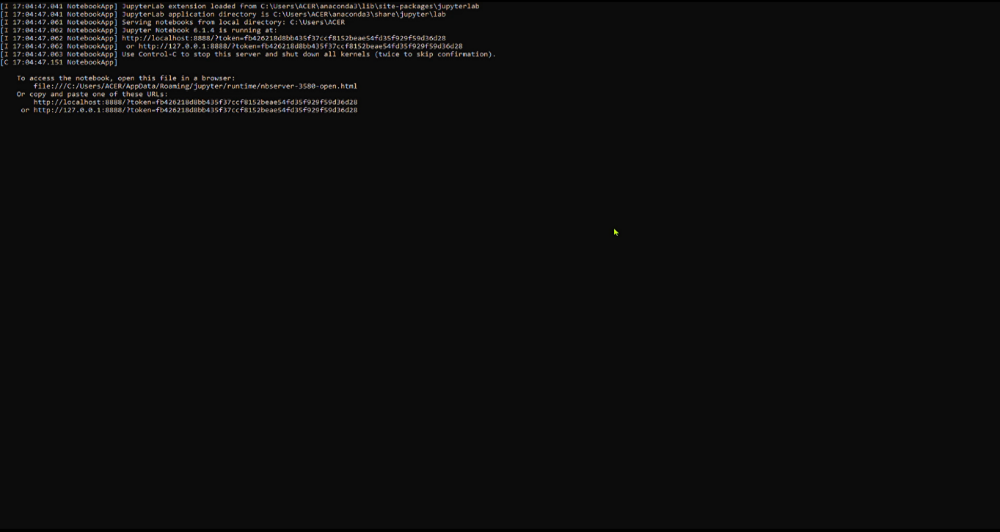 [I 17:04:47.041 NotebookApp] JupyterLab extension loaded from C:\Users\ACER\anaconda3\lib\site-packages\jupyterlab
[I 17:04:47.041 NotebookApp] JupyterLab application directory is C:\Users\ACER\anaconda3\share\jupyter\lab
[I 17:04:47.061 NotebookApp] Serving notebooks from local directory: C:\Users\ACER
[I 17:04:47.062 NotebookApp] Jupyter Notebook 6.1.4 is running at:
[I 17:04:47.062 NotebookApp] http://localhost:8888/?token=fb426218d8bb435f37ccf8152beae54fd35f929f59d36d28
[I 17:04:47.062 NotebookApp]  or http://127.0.0.1:8888/?token=fb426218d8bb435f37ccf8152beae54fd35f929f59d36d28
[I 17:04:47.063 NotebookApp] Use Control-C to stop this server and shut down all kernels (twice to skip confirmation).
[C 17:04:47.151 NotebookApp]
To access the notebook, open this file in a browser:
file:///C:/Users/ACER/AppData/Roaming/jupyter/runtime/nbserver-3580-open.html
Or copy and paste one of these URLs:
http://localhost:8888/?token=fb426218d8bb435f37ccf8152beae54fd35f929f59d36d28
or http://127.0.0.1:8888/?token=fb426218d8bb435f37ccf8152beae54fd35f929f59d36d28